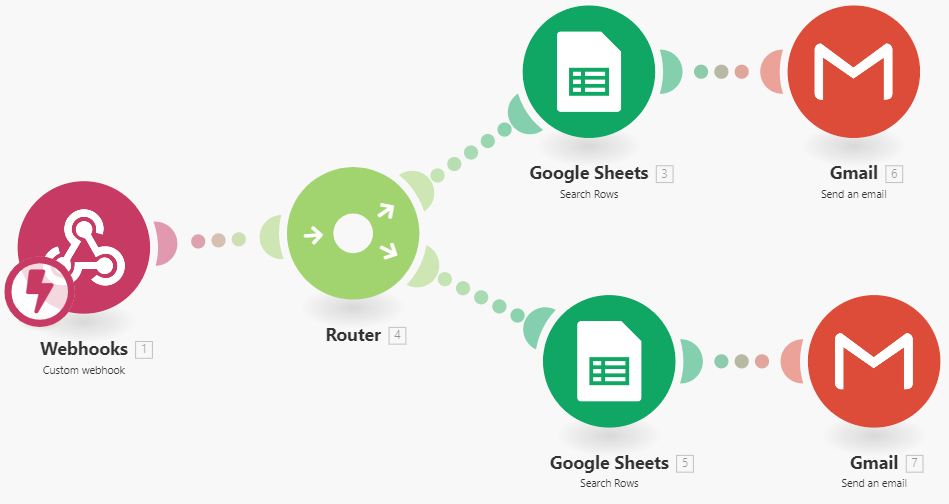 Webhooks 1
Custom webhook
Router 4
Google Sheets 3
Search Rows
Gmail 6
Send an email
Google Sheets 5
Search Rows
Gmail 7
Send an email